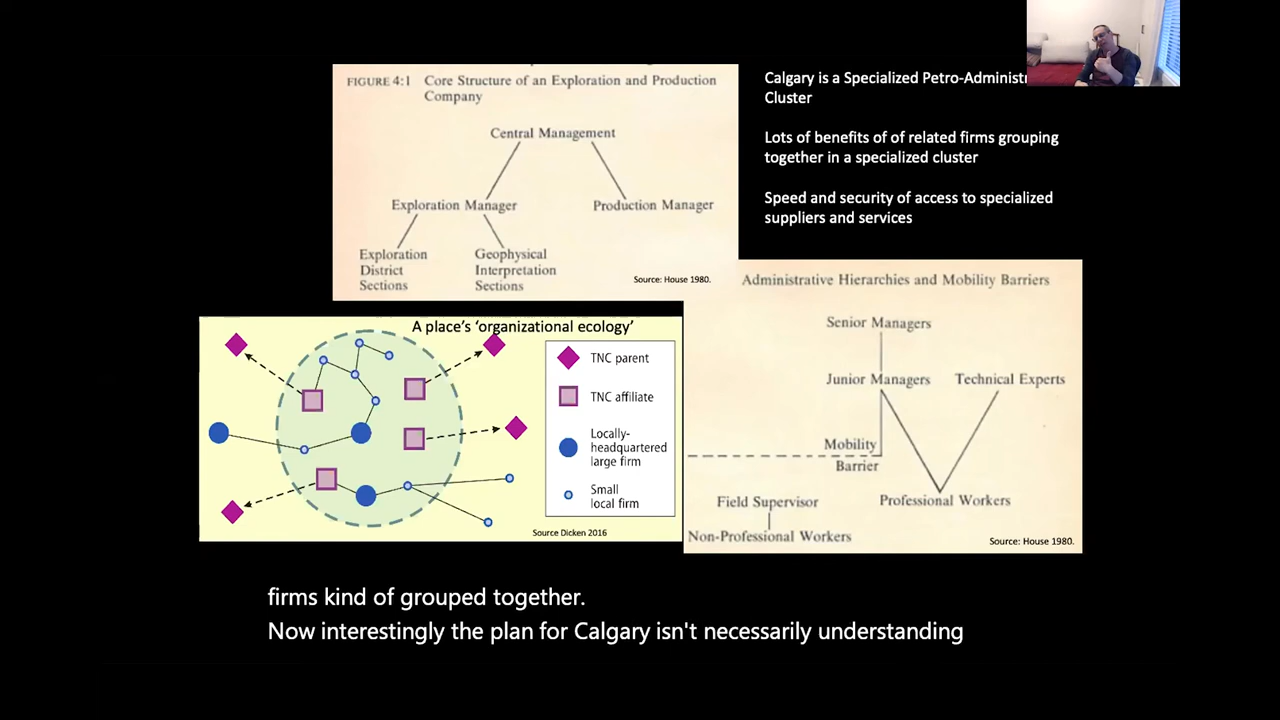 FIGURE 4:1 Core Structure of an Exploration and Production
Company
Central Management
Exploration Manager
Production Manager
Exploration
District
Sections
Geophysical
Interpretation
Sections
Source: House 1980.
Calgary is a Specialized
Cluster
Lots of benefits of of related firms grouping
together in a specialized cluster
Speed and security of access to specialized
suppliers and services
A place's 'organizational ecology'
TNC parent
TNC affiliate
Locally-
headquartered
large firm
Small
local firm
Source Dicken 2016
Administrative Hierarchies and Mobility Barriers
Senior Managers
Junior Managers
Technical Experts
Mobility
Barrier
Field Supervisor
Professional Workers
Non-Professional Workers
Source: House 1980.
firms kind of grouped together.
Now interestingly the plan for Calgary isn't necessarily understanding